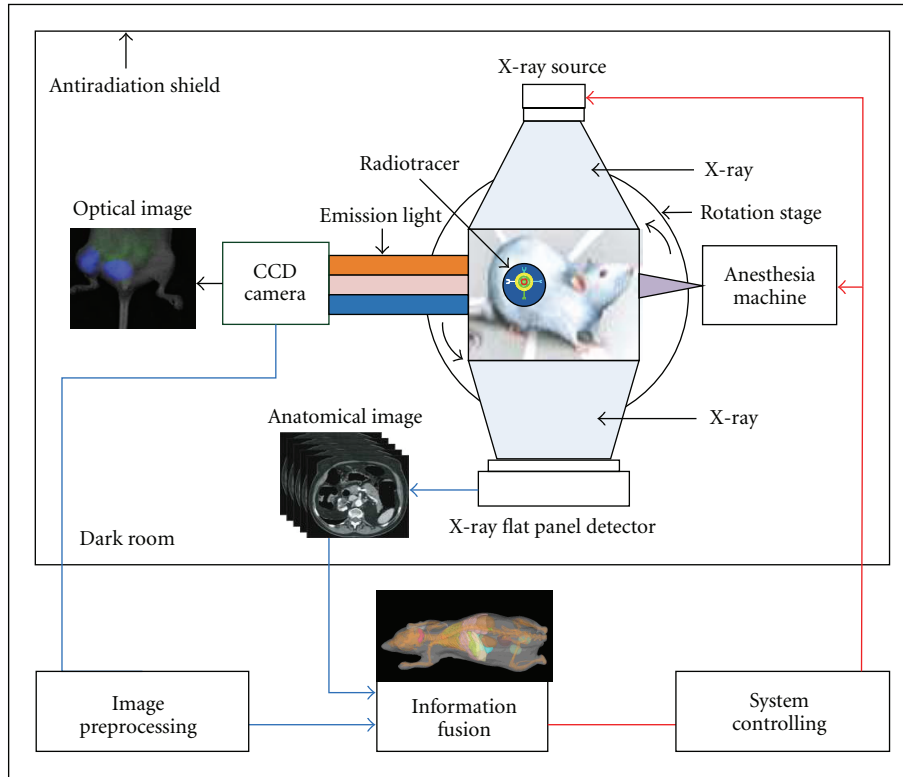 Antiradiation shield
X-ray source
Radiotracer
X-ray
Rotation stage
Optical image
Emission light
CCD
camera
Anesthesia
machine
Anatomical image
X-ray
X-ray flat panel detector
Dark room
Image
preprocessing
Information
fusion
System
controlling